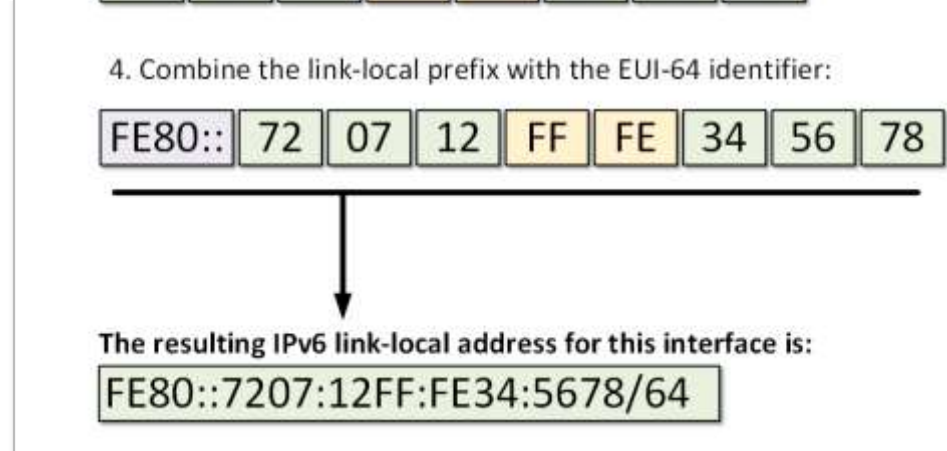 4. Combine the link-local prefix with the EUI-64 identifier:
FE80:: 72 07 12 FF FE 34 56 78
The resulting IPv6 link-local address for this interface is:
FE80::7207:12FF:FE34:5678/64